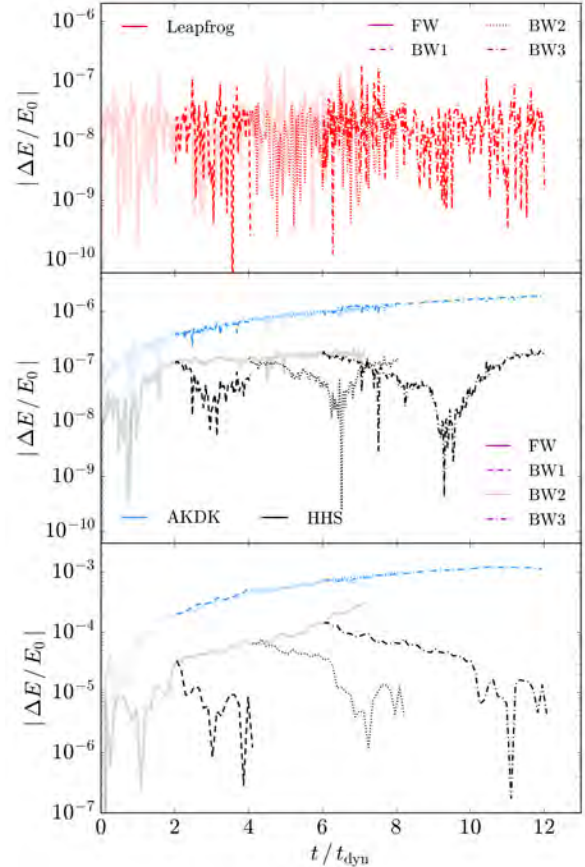 10⁻⁶
Leapfrog
FW
BW2
BW1
BW3
10⁻⁷
10⁻⁸
10⁻⁹
10⁻¹⁰
| ΔE / E₀ |
10⁻⁶
10⁻⁷
10⁻⁸
10⁻⁹
10⁻¹⁰
| ΔE / E₀ |
FW
BW1
BW2
BW3
AKDK
HHS
10⁻³
10⁻⁴
10⁻⁵
10⁻⁶
10⁻⁷
| ΔE / E₀ |
0 2 4 6 8 10 12
t / t_dyn